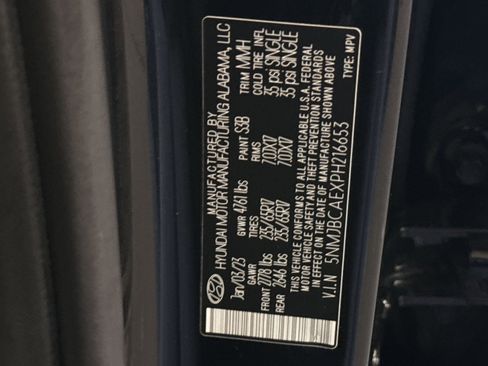 MANUFACTURED BY
HYUNDAI MOTOR MANUFACTURING ALABAMA, LLC
Jan/03/23 GVWR 4761 lbs PAINT S3B TRIM MMH
GAWR TIRES RIMS COLD TIRE INFL
FRONT 2778 lbs 235/65R17 7.0JX17 35 psi SINGLE
REAR 2646 lbs 235/65R17 7.0JX17 35 psi SINGLE
THIS VEHICLE CONFORMS TO ALL APPLICABLE U.S.A. FEDERAL
MOTOR VEHICLE SAFETY AND THEFT PREVENTION STANDARDS
IN EFFECT ON THE DATE OF MANUFACTURE SHOWN ABOVE
V.I.N 5NMJBCAEXPH216653 TYPE: MPV